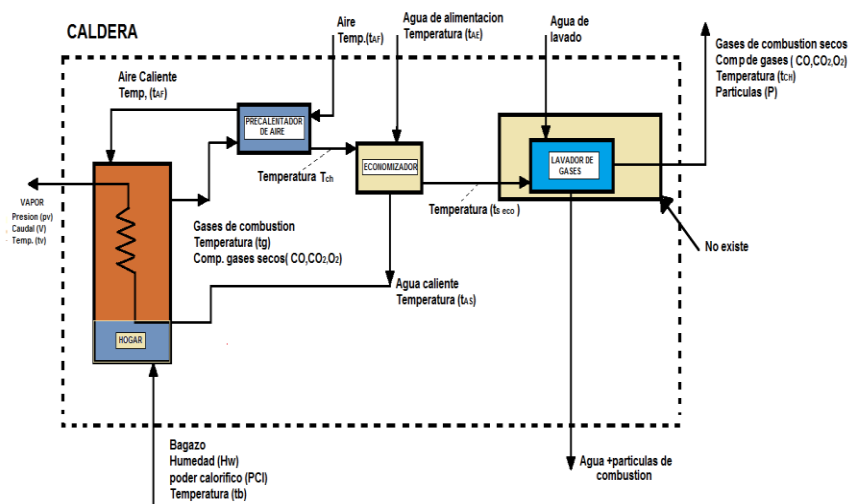 CALDERA
Aire
Temp.(tAF)
Agua de alimentacion
Temperatura (tAE)
Agua de
lavado
Gases de combustion secos
Comp de gases ( CO,CO2,O2)
Temperatura (tCH)
Particulas (P)
Aire Caliente
Temp, (tAF)
PRECALENTADOR
DE AIRE
ECONOMIZADOR
LAVADOR DE
GASES
Temperatura Tch
Temperatura (ts eco )
VAPOR
Presion (pv)
Caudal (V)
Temp. (tv)
Gases de combustion
Temperatura (tg)
Comp. gases secos( CO,CO2,O2)
No existe
Agua caliente
Temperatura (tAS)
HOGAR
Bagazo
Humedad (Hw)
poder calorifico (PCI)
Temperatura (tb)
Agua +particulas de
combustion